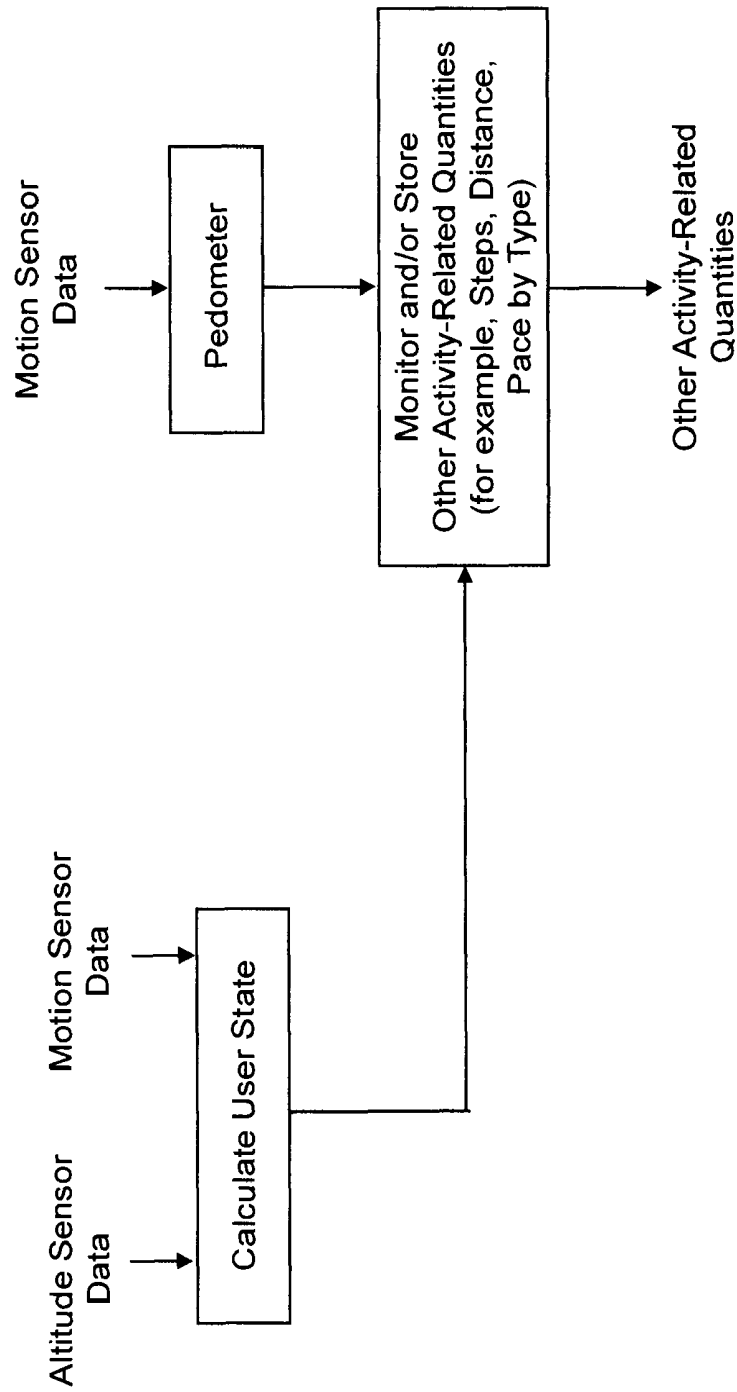 Altitude Sensor
Data
Motion Sensor
Data
Calculate User State
Motion Sensor
Data
Pedometer
Monitor and/or Store
Other Activity-Related Quantities
(for example, Steps, Distance,
Pace by Type)
Other Activity-Related
Quantities